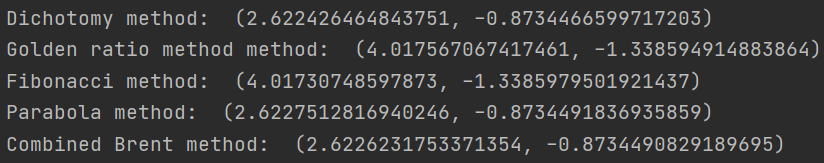 Dichotomy method:  (2.622426464843751, -0.8734466599717203)
Golden ratio method method:  (4.017567067417461, -1.338594914883864)
Fibonacci method:  (4.01730748597873, -1.3385979501921437)
Parabola method:  (2.6227512816940246, -0.8734491836935859)
Combined Brent method:  (2.6226231753371354, -0.8734490829189695)